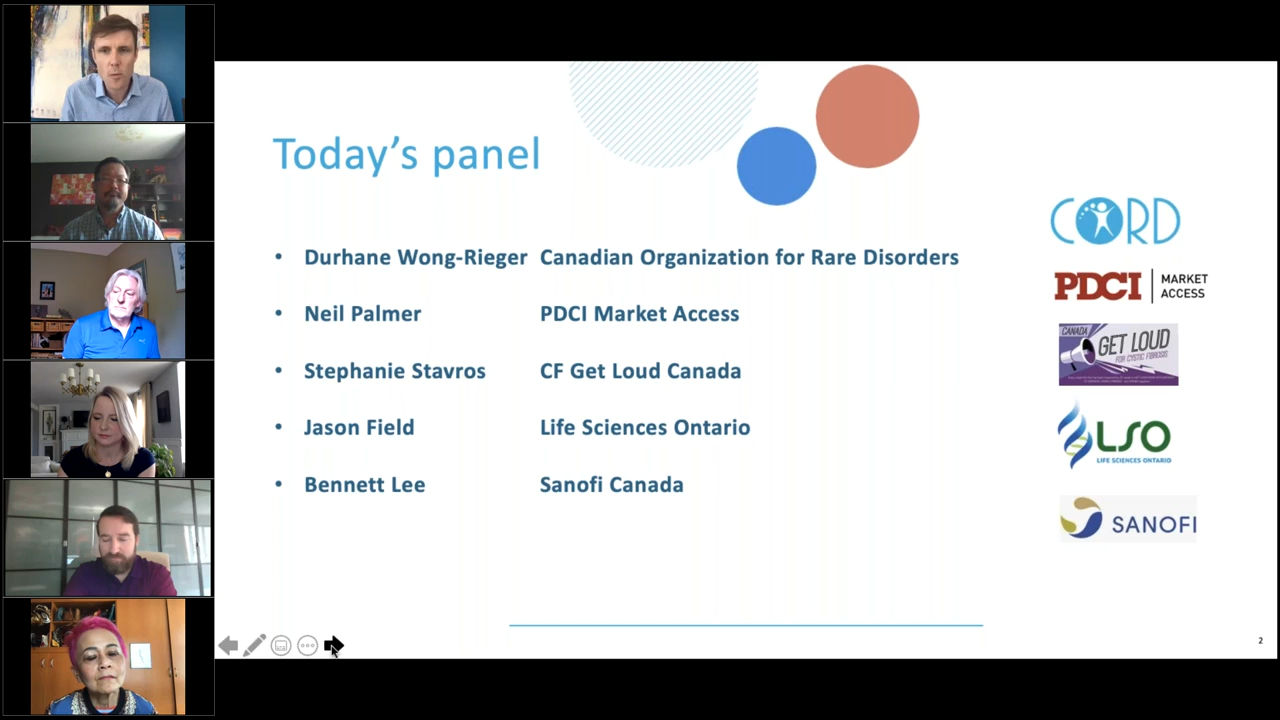 Today's panel
• Durhane Wong-Rieger Canadian Organization for Rare Disorders
• Neil Palmer PDCI Market Access
• Stephanie Stavros CF Get Loud Canada
• Jason Field Life Sciences Ontario
• Bennett Lee Sanofi Canada
CORD
PDCI MARKET ACCESS
CANADA
GET LOUD
FOR CYSTIC FIBROSIS
LSO
LIFE SCIENCES ONTARIO
SANOFI
2